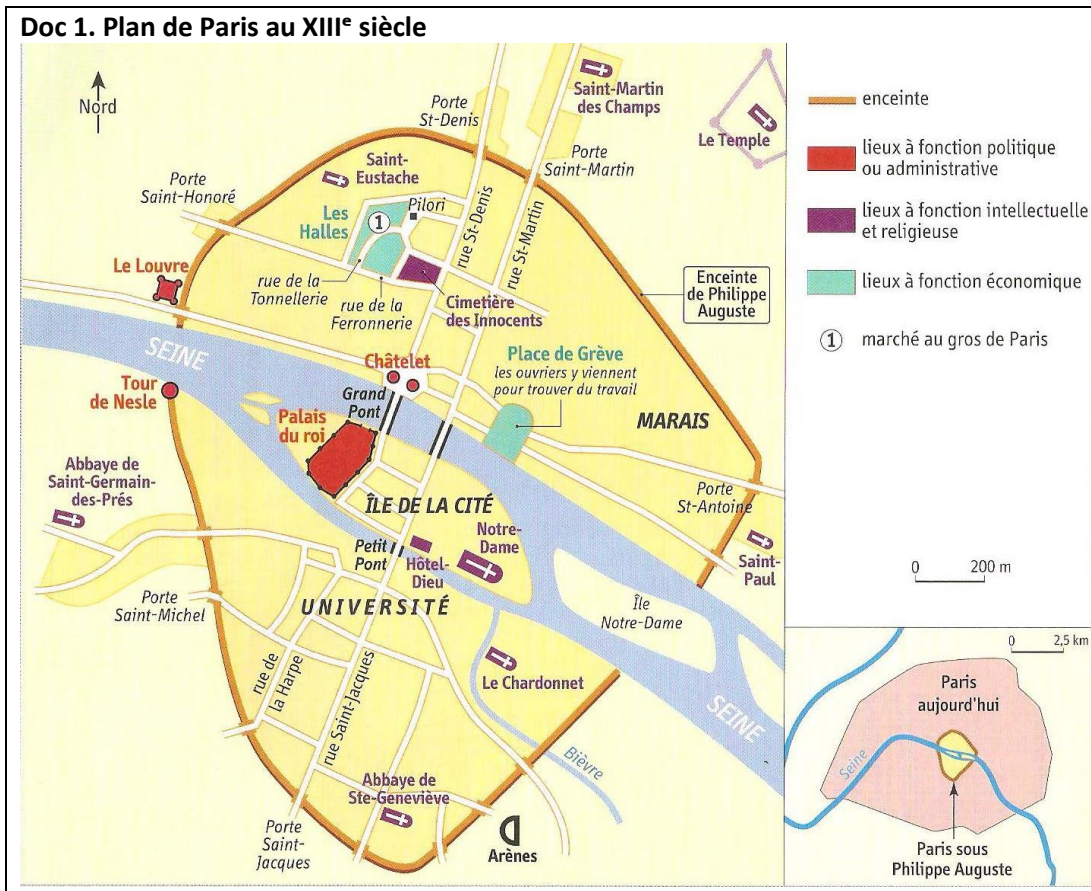 Doc 1. Plan de Paris au XIIIᵉ siècle
Nord
Porte
St-Denis
Saint-Martin
des Champs
Le Temple
Porte
Saint-Martin
Saint-
Eustache
Porte
Saint-Honoré
Les
Halles
1
Pilori
rue St-Denis
rue St-Martin
Le Louvre
rue de la
Tonnellerie
rue de la
Ferronnerie
Cimetière
des Innocents
Enceinte
de Philippe
Auguste
SEINE
Châtelet
Place de Grève
les ouvriers y viennent
pour trouver du travail
Tour
de Nesle
Grand
Pont
Palais
du roi
MARAIS
Abbaye de
Saint-Germain-
des-Prés
ÎLE DE LA CITÉ
Porte
St-Antoine
Notre-
Dame
Petit
Pont
Hôtel-
Dieu
Saint-
Paul
UNIVERSITÉ
Porte
Saint-Michel
Île
Notre-Dame
rue de
la Harpe
rue Saint-Jacques
Le Chardonnet
SEINE
Bièvre
Abbaye de
Ste-Geneviève
Porte
Saint-
Jacques
Arènes
enceinte
lieux à fonction politique
ou administrative
lieux à fonction intellectuelle
et religieuse
lieux à fonction économique
1 marché au gros de Paris
0 200 m
0 2,5 km
Paris
aujourd'hui
Seine
Paris sous
Philippe Auguste